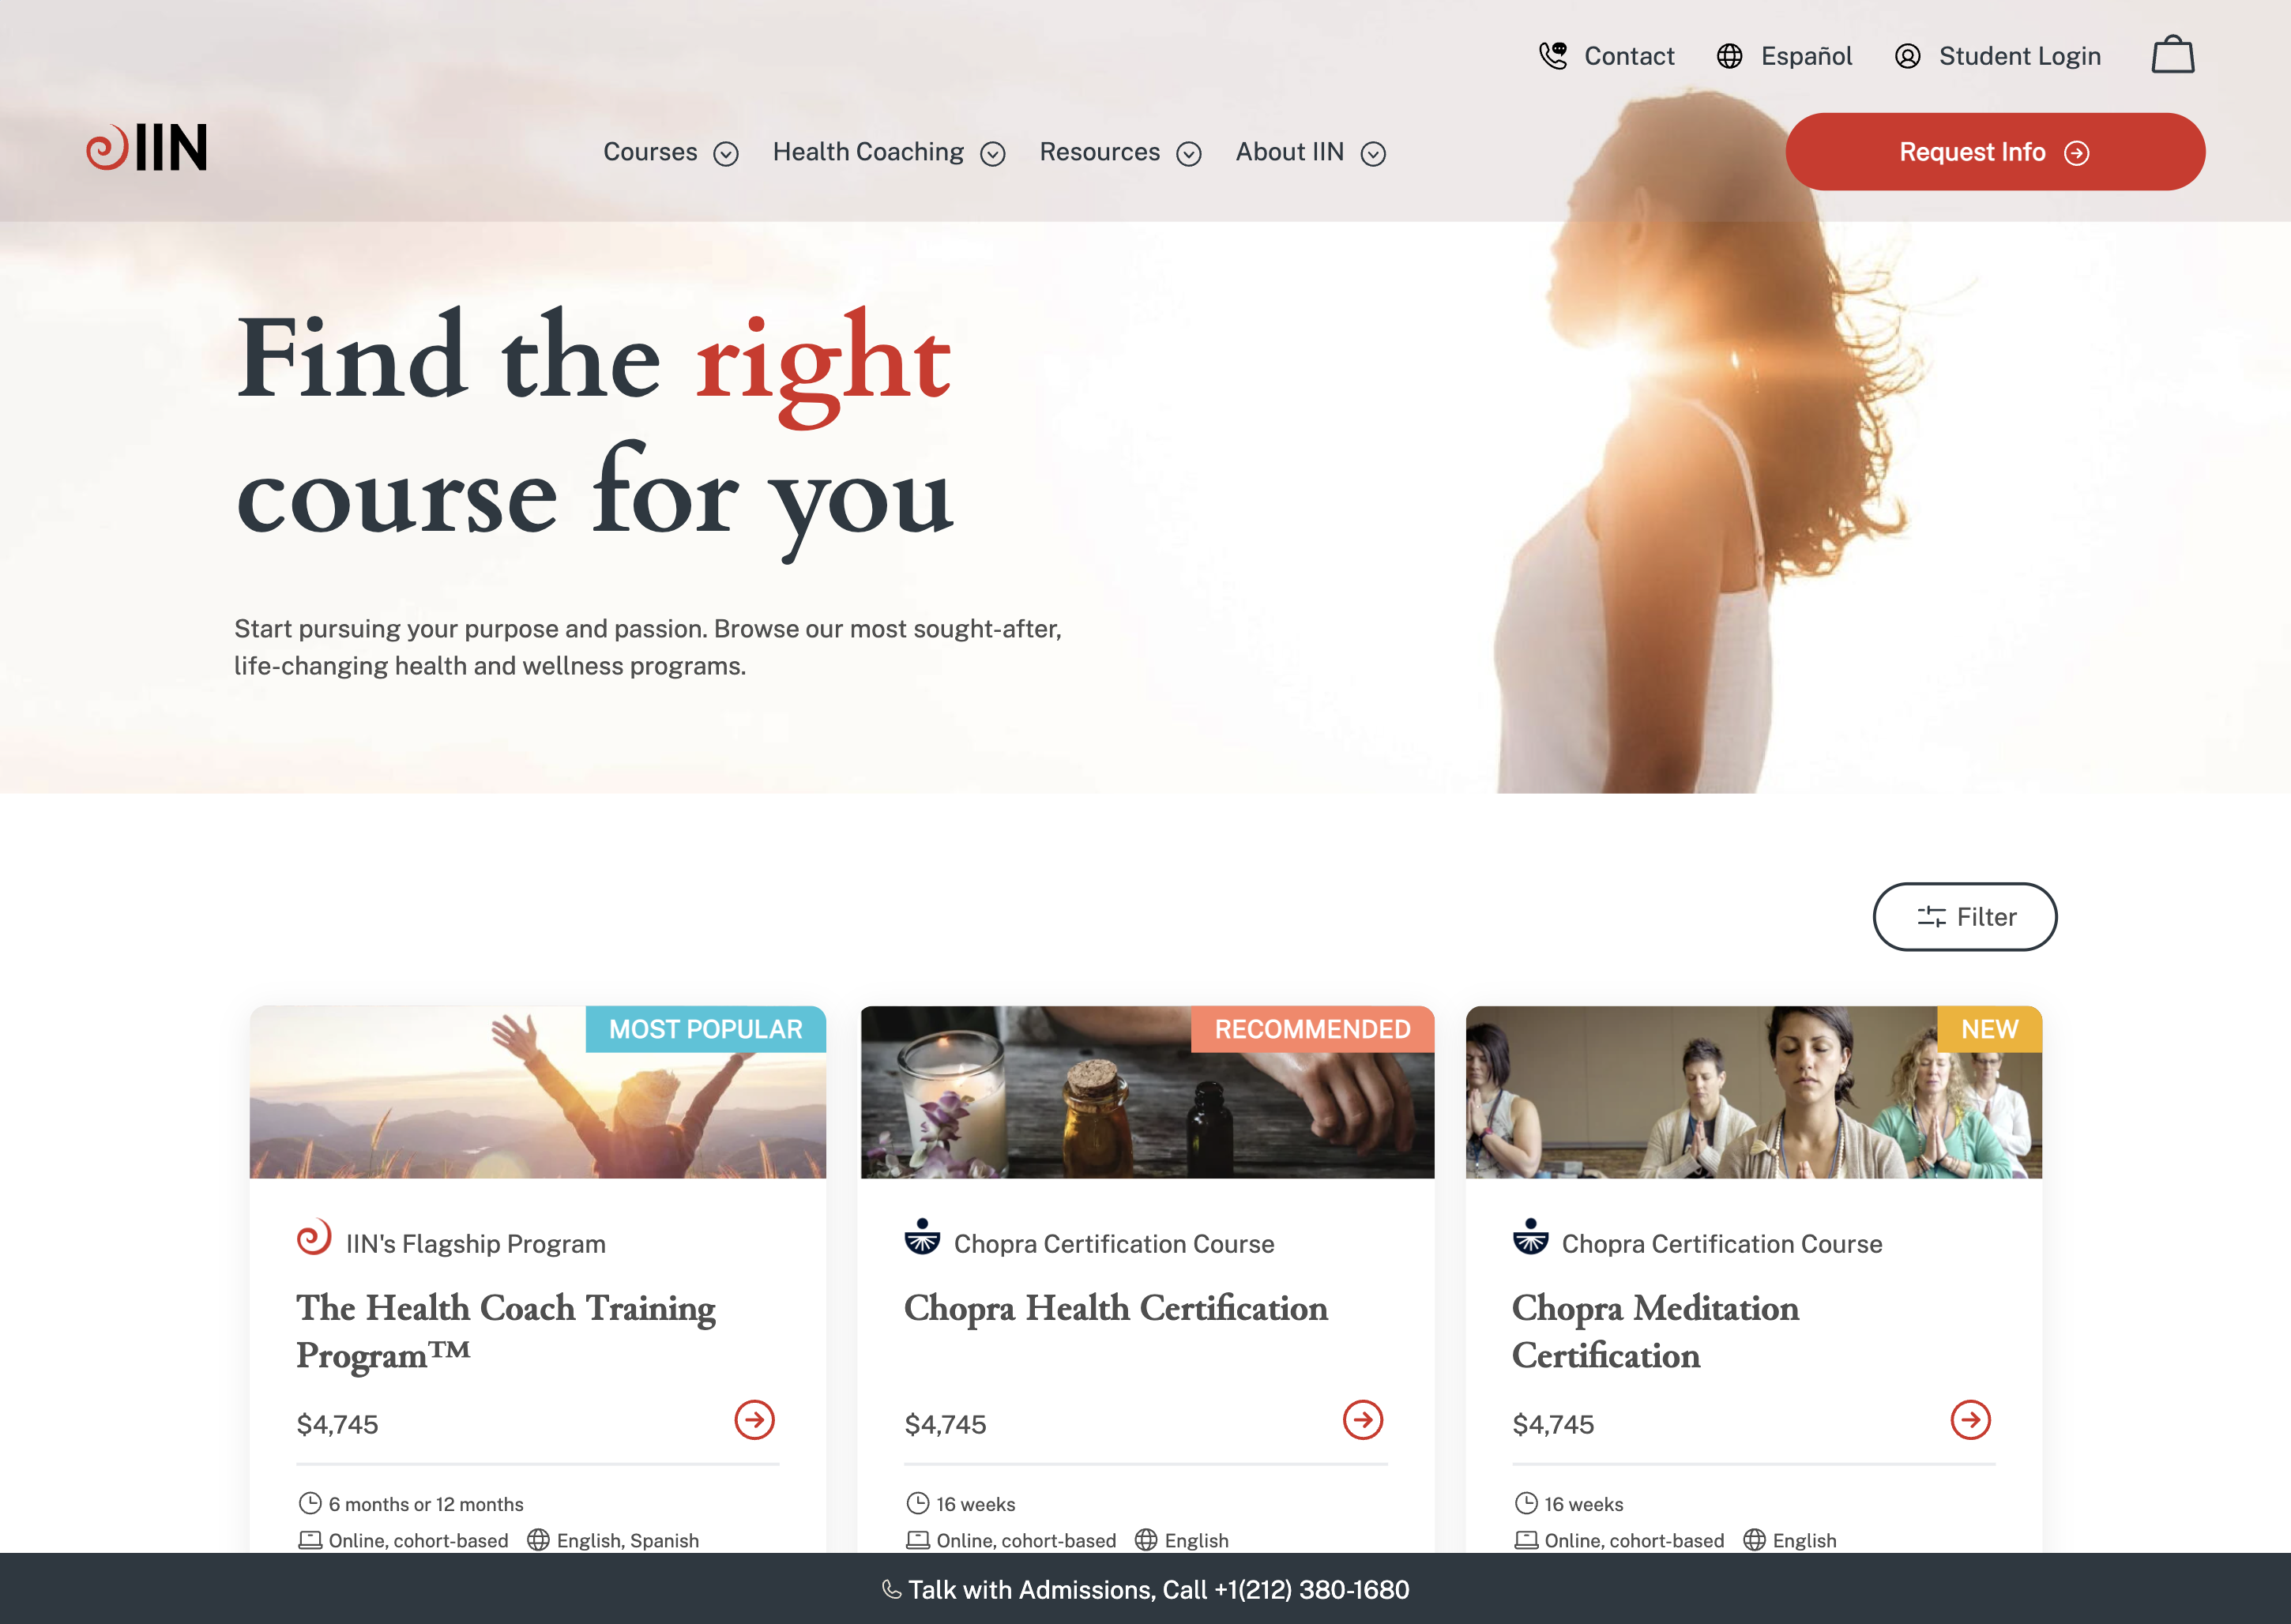 Contact Español Student Login
IIN
Courses Health Coaching Resources About IIN
Request Info
Find the right
course for you
Start pursuing your purpose and passion. Browse our most sought-after,
life-changing health and wellness programs.
Filter
MOST POPULAR
IIN's Flagship Program
The Health Coach Training
Program™
$4,745
6 months or 12 months
Online, cohort-based English, Spanish
RECOMMENDED
Chopra Certification Course
Chopra Health Certification
$4,745
16 weeks
Online, cohort-based English
NEW
Chopra Certification Course
Chopra Meditation
Certification
$4,745
16 weeks
Online, cohort-based English
Talk with Admissions, Call +1(212) 380-1680